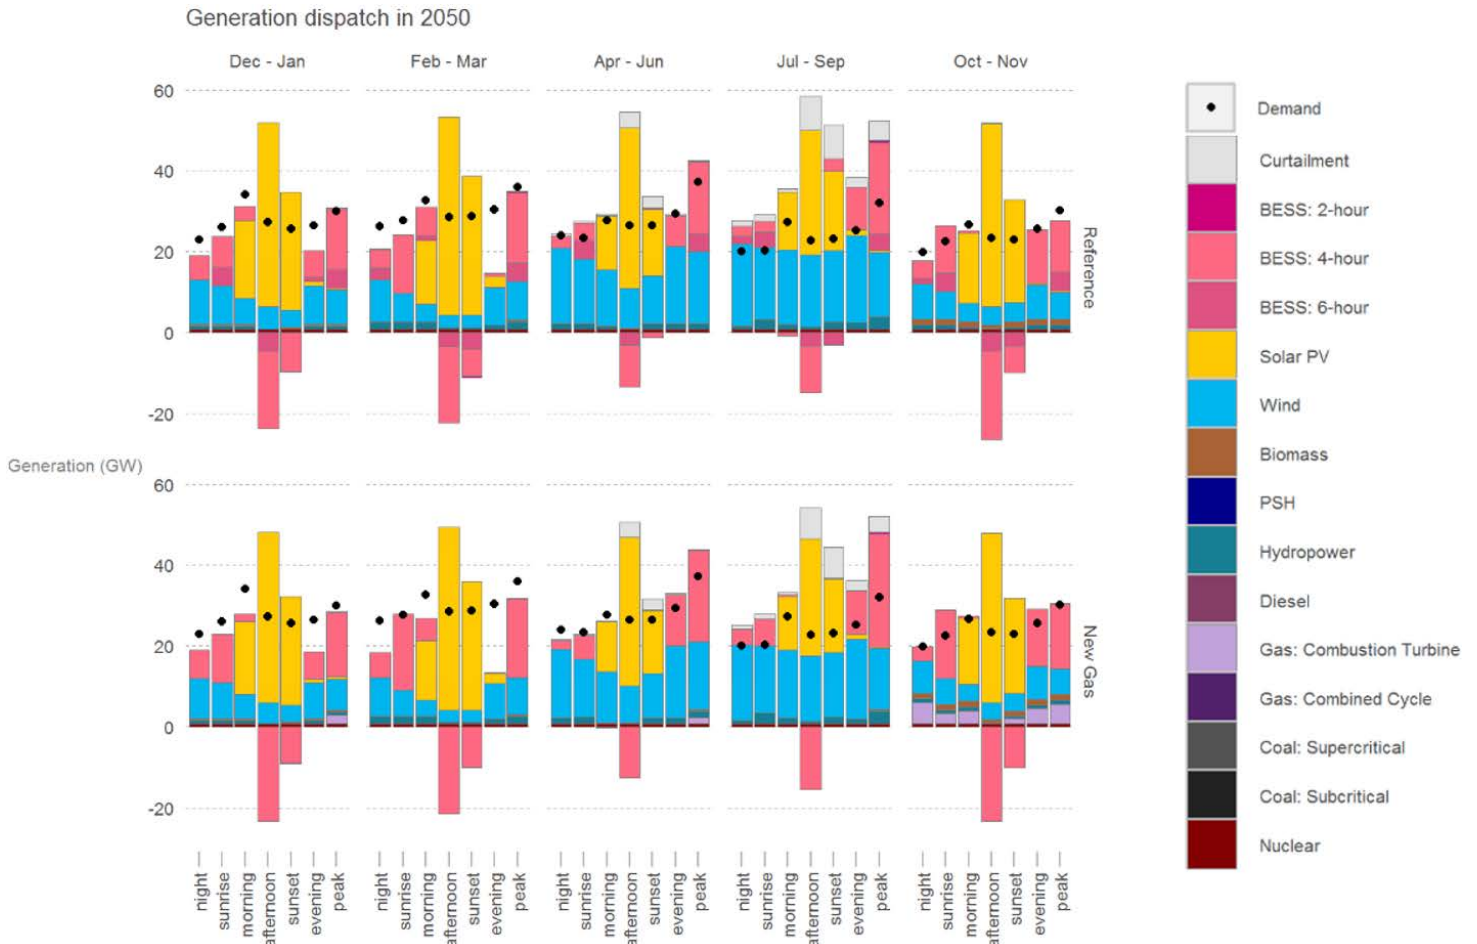 Generation dispatch in 2050
Dec - Jan
Feb - Mar
Apr - Jun
Jul - Sep
Oct - Nov
60
40
20
0
-20
Reference
Generation (GW)
60
40
20
0
-20
New Gas
night
sunrise
morning
afternoon
sunset
evening
peak
night
sunrise
morning
afternoon
sunset
evening
peak
night
sunrise
morning
afternoon
sunset
evening
peak
night
sunrise
morning
afternoon
sunset
evening
peak
night
sunrise
morning
afternoon
sunset
evening
peak
Demand
Curtailment
BESS: 2-hour
BESS: 4-hour
BESS: 6-hour
Solar PV
Wind
Biomass
PSH
Hydropower
Diesel
Gas: Combustion Turbine
Gas: Combined Cycle
Coal: Supercritical
Coal: Subcritical
Nuclear